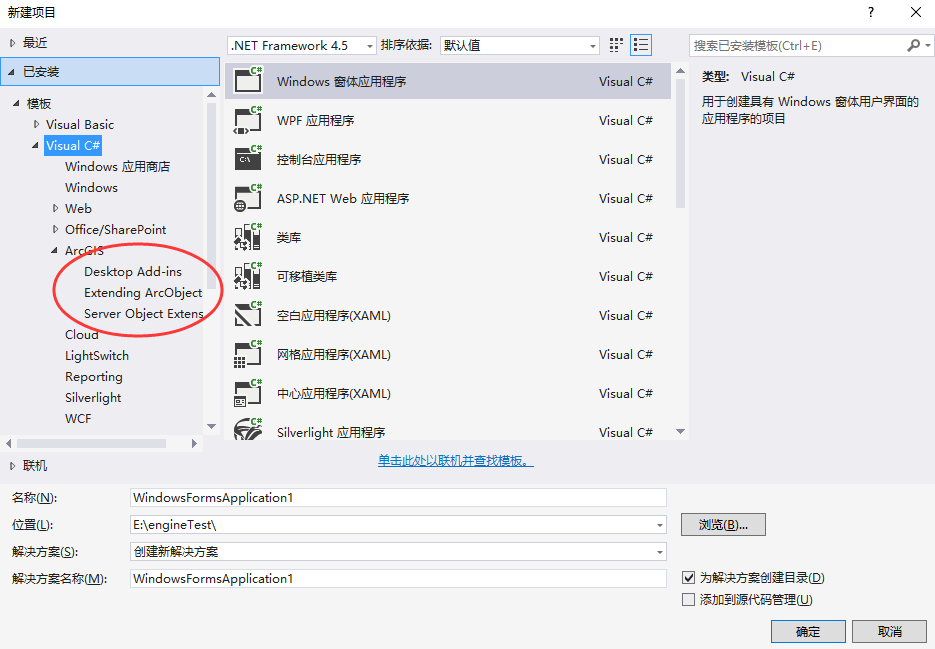 新建项目
最近
.NET Framework 4.5
排序依据:
默认值
搜索已安装模板(Ctrl+E)
已安装
模板
Visual Basic
Visual C#
Windows 应用商店
Windows
Web
Office/SharePoint
ArcGIS
Desktop Add-ins
Extending ArcObject
Server Object Extens
Cloud
LightSwitch
Reporting
Silverlight
WCF
联机
Windows 窗体应用程序 Visual C#
WPF 应用程序 Visual C#
控制台应用程序 Visual C#
ASP.NET Web 应用程序 Visual C#
类库 Visual C#
可移植类库 Visual C#
空白应用程序(XAML) Visual C#
网格应用程序(XAML) Visual C#
中心应用程序(XAML) Visual C#
Silverlight 应用程序 Visual C#
单击此处以联机并查找模板。
类型: Visual C#
用于创建具有 Windows 窗体用户界面的
应用程序的项目
名称(N): WindowsFormsApplication1
位置(L): E:\engineTest\ 浏览(B)...
解决方案(S): 创建新解决方案
解决方案名称(M): WindowsFormsApplication1
为解决方案创建目录(D)
添加到源代码管理(U)
确定 取消